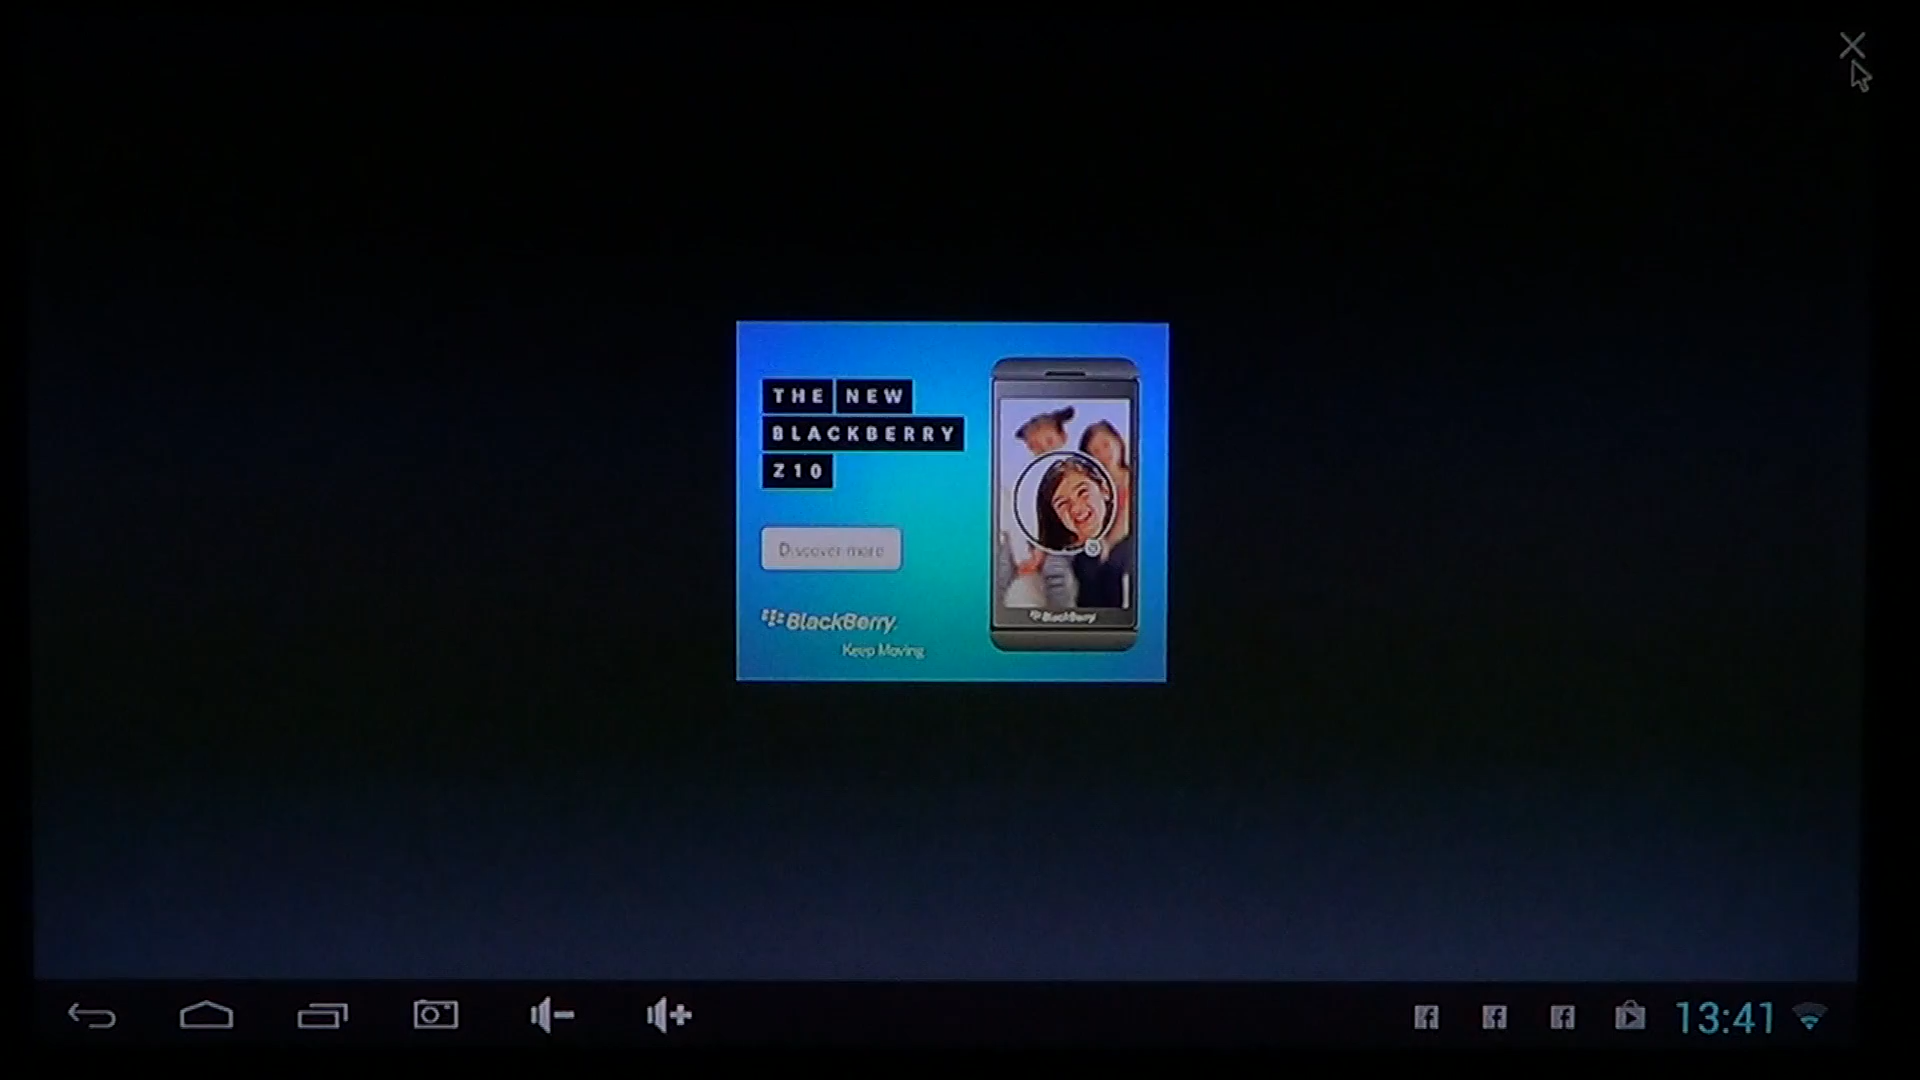 THE NEW
BLACKBERRY
Z10
Discover more
BlackBerry
Keep Moving
BlackBerry
13:41